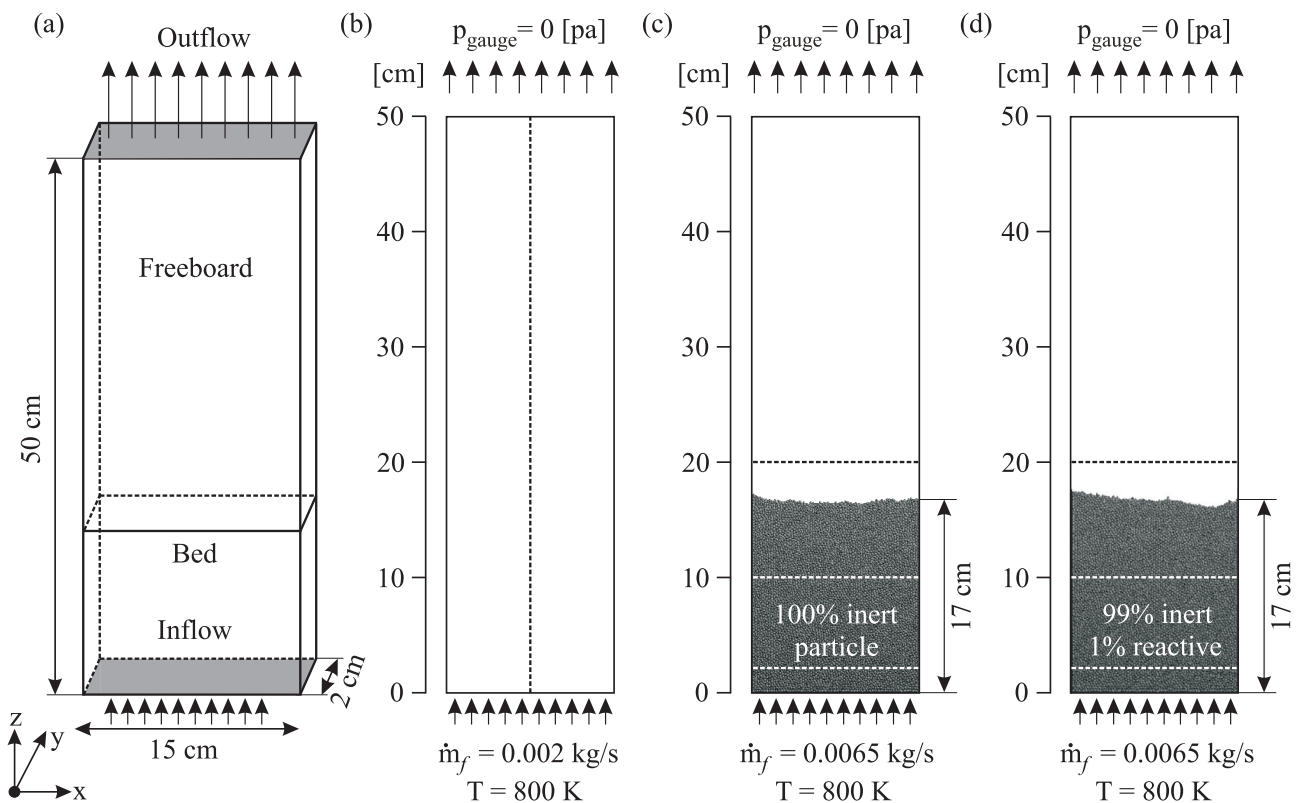 (a)
Outflow
Freeboard
50 cm
Bed
Inflow
2 cm
15 cm
z
y
x
(b)
p_gauge = 0 [pa]
[cm]
50
40
30
20
10
0
ṁ_f = 0.002 kg/s
T = 800 K
(c)
p_gauge = 0 [pa]
[cm]
50
40
30
20
10
0
100% inert
particle
17 cm
ṁ_f = 0.0065 kg/s
T = 800 K
(d)
p_gauge = 0 [pa]
[cm]
50
40
30
20
10
0
99% inert
1% reactive
17 cm
ṁ_f = 0.0065 kg/s
T = 800 K